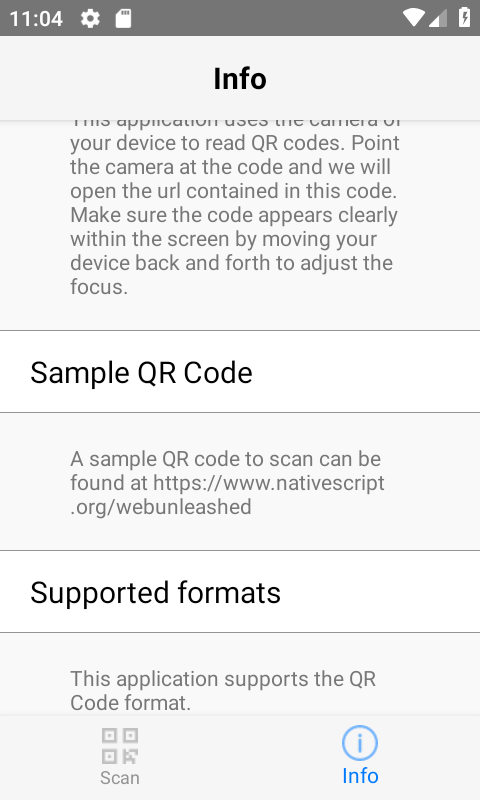 11:04
Info
This application uses the camera of
your device to read QR codes. Point
the camera at the code and we will
open the url contained in this code.
Make sure the code appears clearly
within the screen by moving your
device back and forth to adjust the
focus.
Sample QR Code
A sample QR code to scan can be
found at https://www.nativescript
.org/webunleashed
Supported formats
This application supports the QR
Code format.
Scan
Info